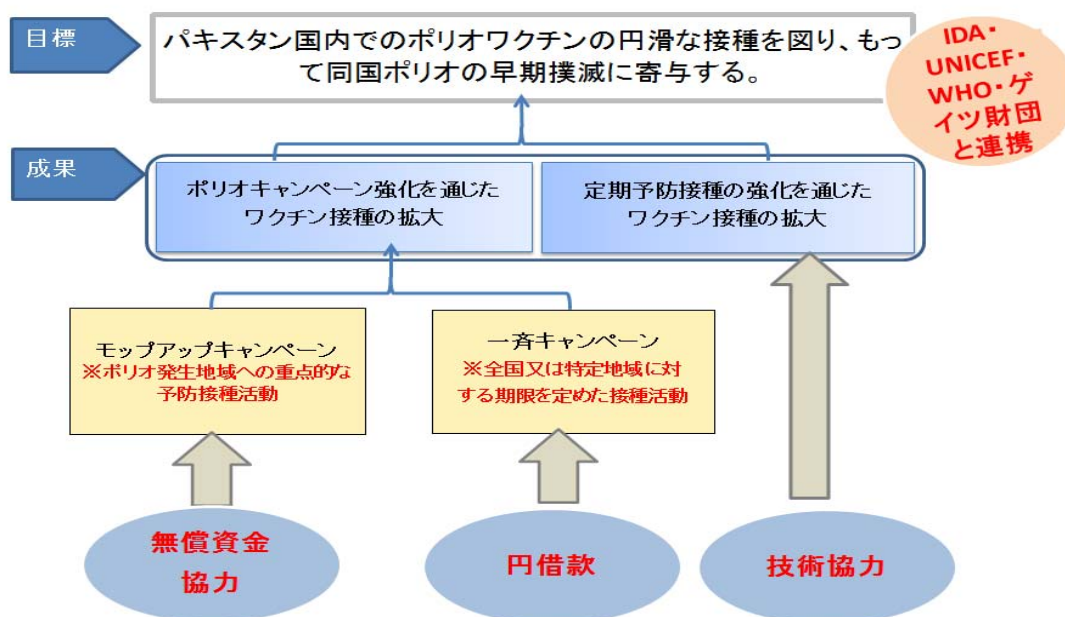 目標
パキスタン国内でのポリオワクチンの円滑な接種を図り、もっ
て同国ポリオの早期撲滅に寄与する。
IDA・
UNICEF・
WHO・ゲ
イツ財団
と連携
成果
ポリオキャンペーン強化を通じた
ワクチン接種の拡大
定期予防接種の強化を通じた
ワクチン接種の拡大
モップアップキャンペーン
※ポリオ発生地域への重点的な
予防接種活動
一斉キャンペーン
※全国又は特定地域に対
する期限を定めた接種活動
無償資金
協力
円借款
技術協力